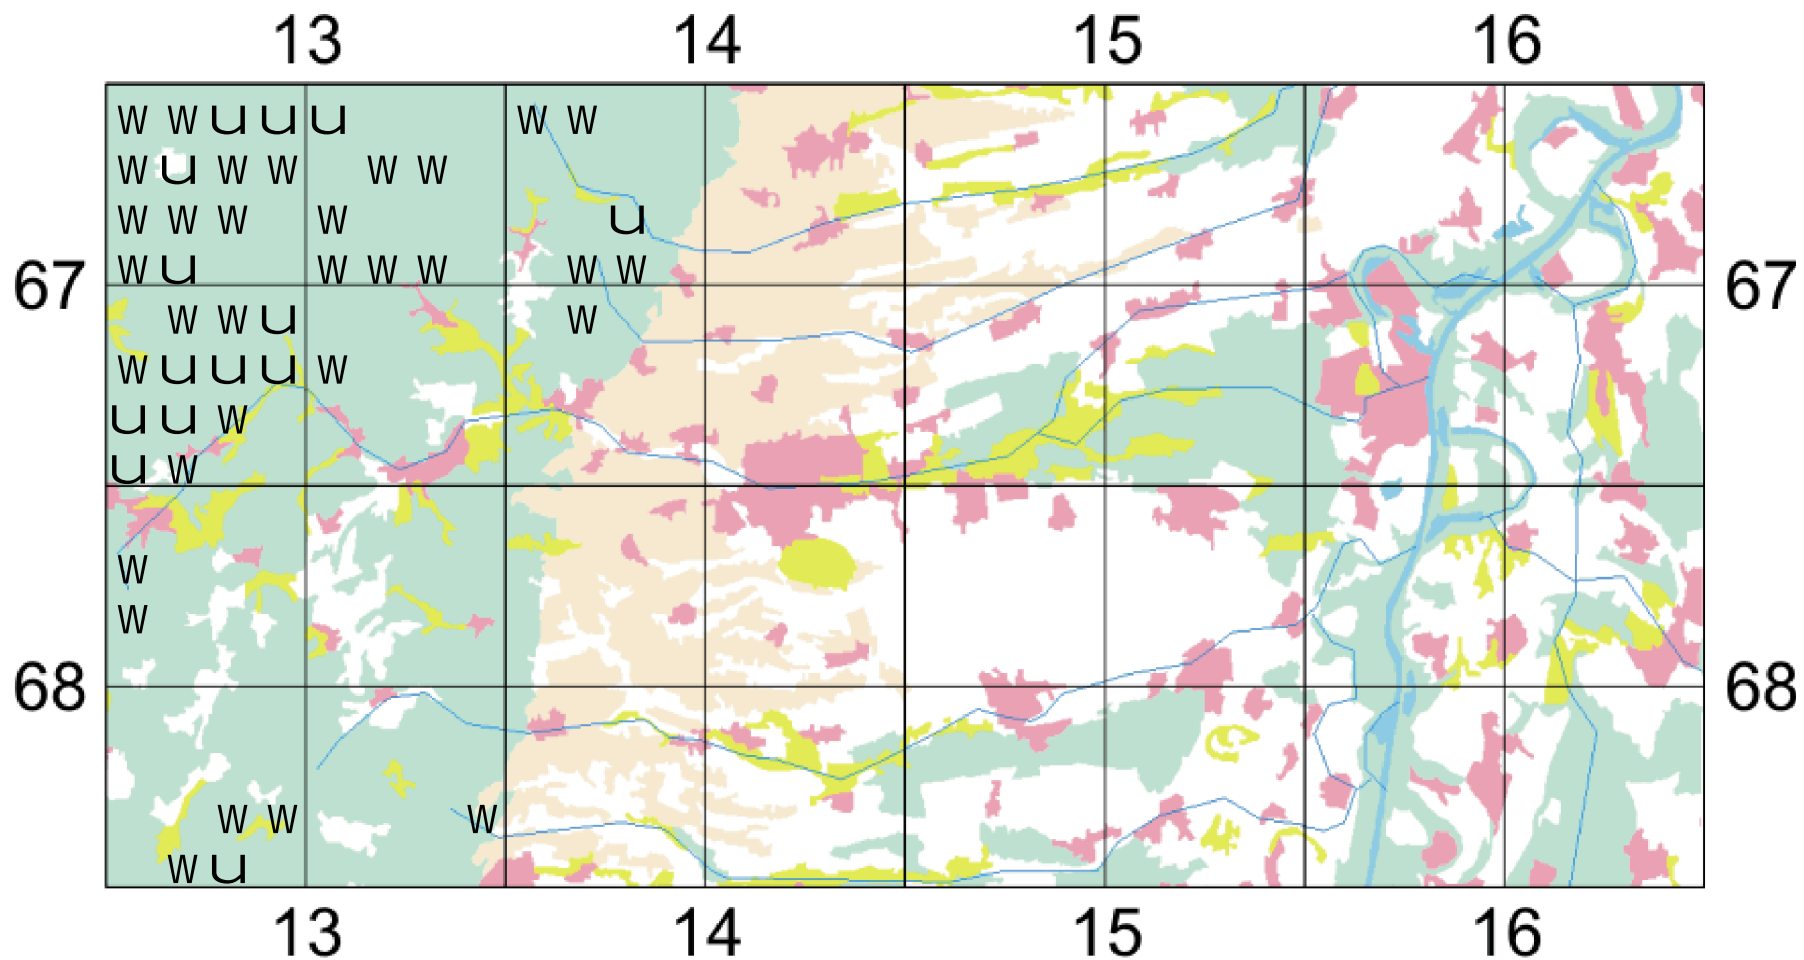 13 14 15 16
w w u u u w w
w u w w w w
w w w w u
67 w u w w w w w 67
w w u w
w u u u w
u u w
u w
w
w
68 68
w w w
w u
13 14 15 16